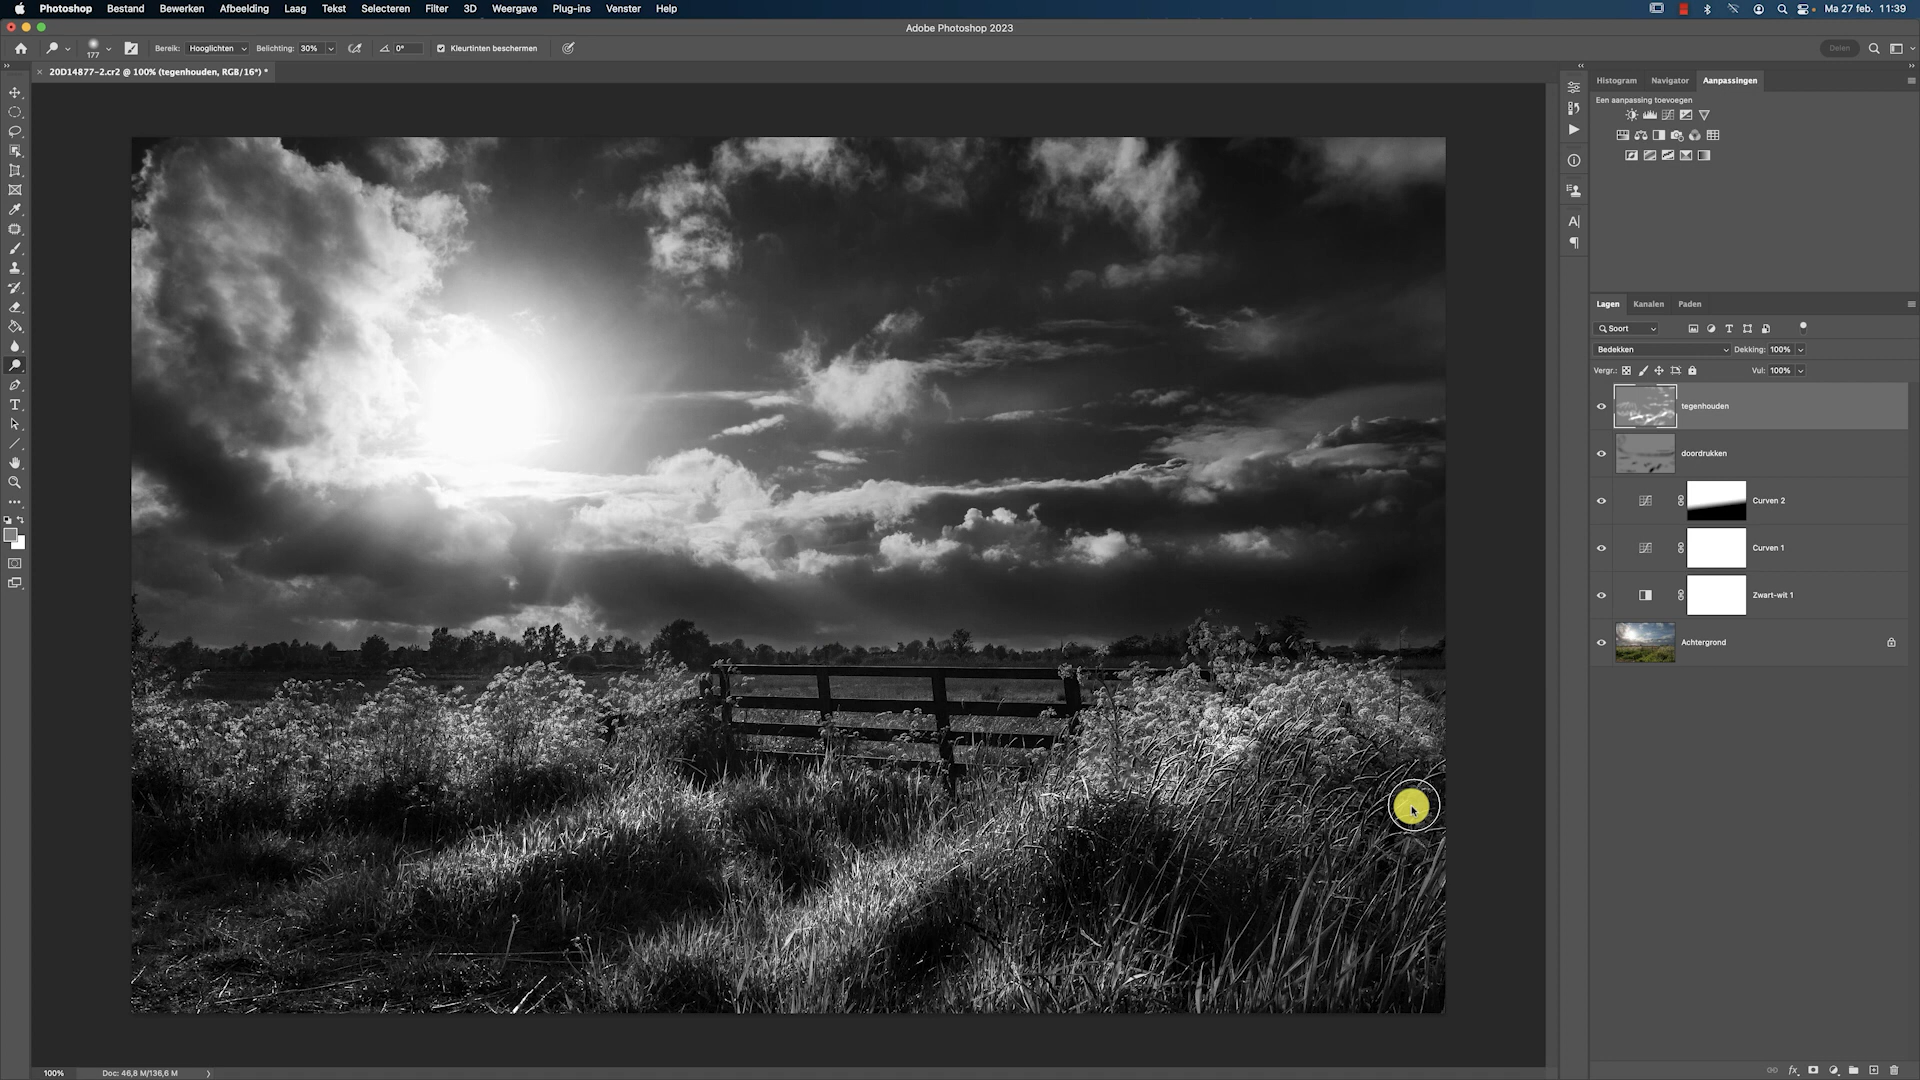 Photoshop Bestand Bewerken Afbeelding Laag Tekst Selecteren Filter 3D Weergave Plug-ins Venster Help Ma 27 feb. 11:39
Adobe Photoshop 2023
177 Bereik: Hooglichten Belichting: 30% 0° Kleurtinten beschermen Delen
20D14877-2.cr2 @ 100% (tegenhouden, RGB/16*) *
Histogram Navigator Aanpassingen
Een aanpassing toevoegen
Lagen Kanalen Paden
Soort
Bedekken Dekking: 100%
Vergr.: Vul: 100%
tegenhouden
doordrukken
Curven 2
Curven 1
Zwart-wit 1
Achtergrond
100% Doc: 46,8 M/136,6 M